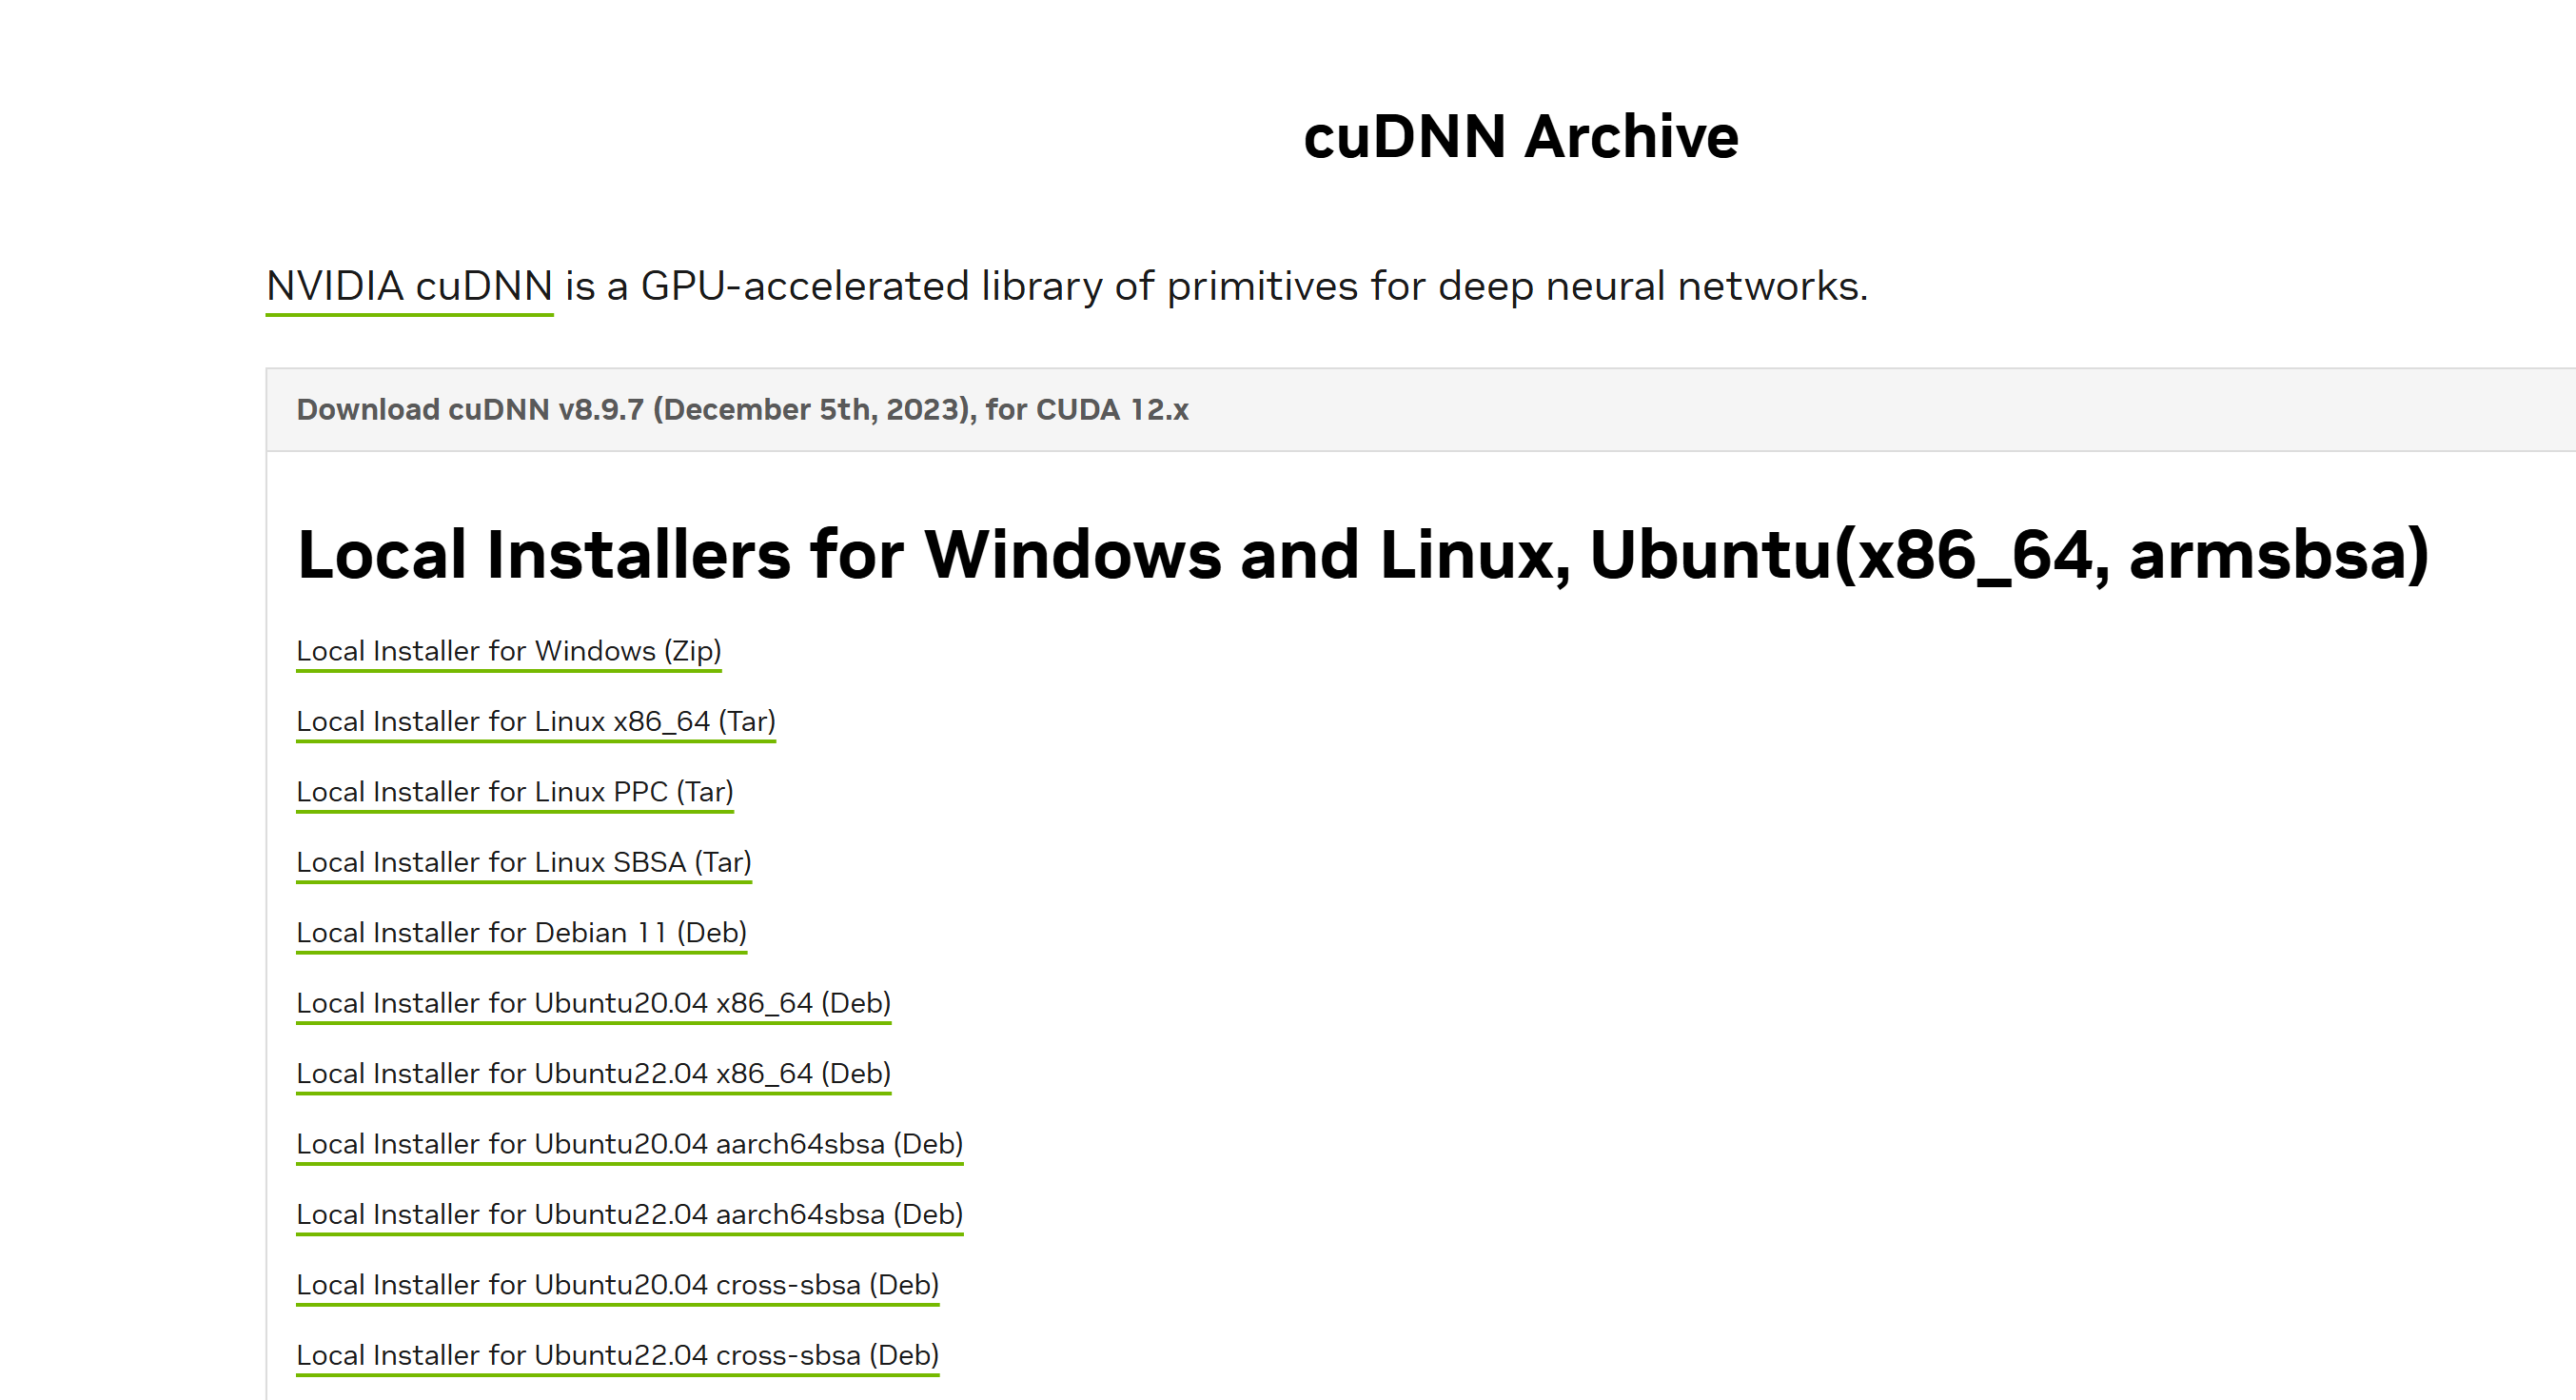 cuDNN Archive
NVIDIA cuDNN is a GPU-accelerated library of primitives for deep neural networks.
Download cuDNN v8.9.7 (December 5th, 2023), for CUDA 12.x
Local Installers for Windows and Linux, Ubuntu(x86_64, armsbsa)
Local Installer for Windows (Zip)
Local Installer for Linux x86_64 (Tar)
Local Installer for Linux PPC (Tar)
Local Installer for Linux SBSA (Tar)
Local Installer for Debian 11 (Deb)
Local Installer for Ubuntu20.04 x86_64 (Deb)
Local Installer for Ubuntu22.04 x86_64 (Deb)
Local Installer for Ubuntu20.04 aarch64sbsa (Deb)
Local Installer for Ubuntu22.04 aarch64sbsa (Deb)
Local Installer for Ubuntu20.04 cross-sbsa (Deb)
Local Installer for Ubuntu22.04 cross-sbsa (Deb)